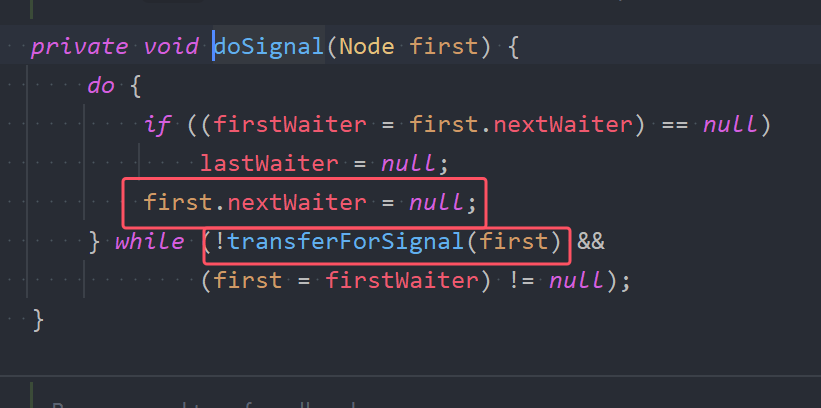 private void doSignal(Node first) {
do {
if ((firstWaiter = first.nextWaiter) == null)
lastWaiter = null;
first.nextWaiter = null;
} while (!transferForSignal(first) &&
(first = firstWaiter) != null);
}